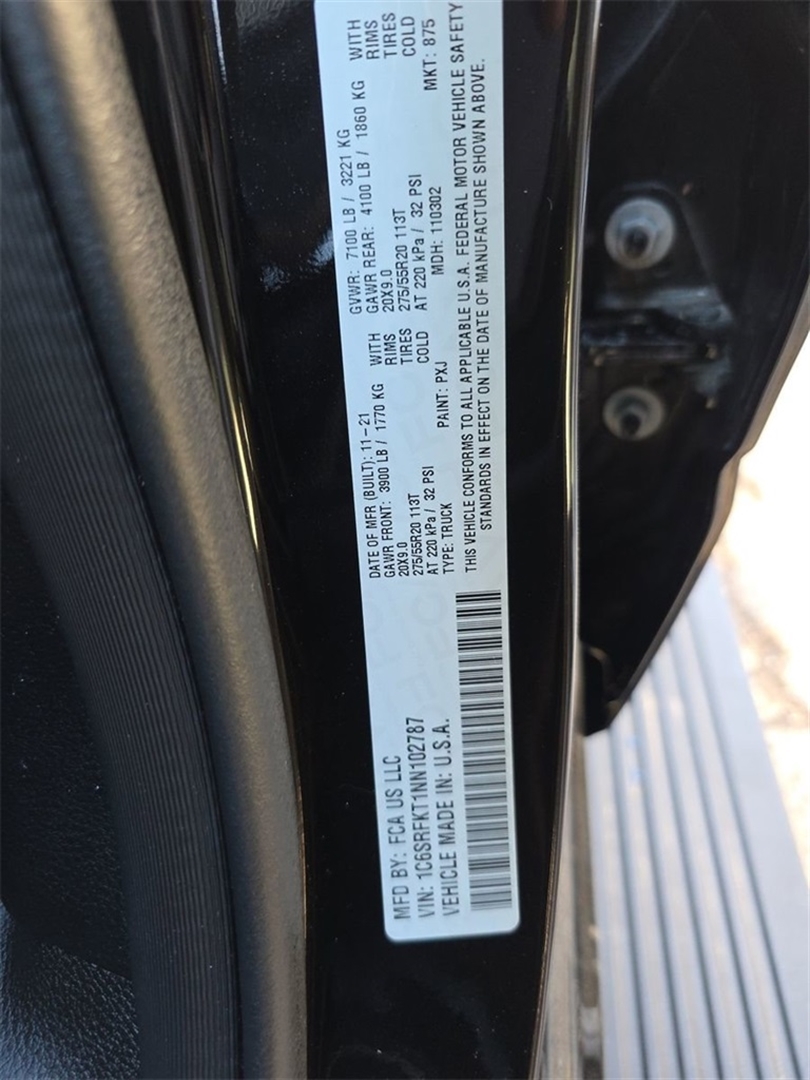 MFD BY: FCA US LLC
VIN: 1C6SRFKT1NN102787
VEHICLE MADE IN: U.S.A.
DATE OF MFR (BUILT): 11-21 GVWR: 7100 LB / 3221 KG
GAWR FRONT: 3900 LB / 1770 KG WITH GAWR REAR: 4100 LB / 1860 KG WITH
20X9.0 RIMS 20X9.0 RIMS
275/55R20 113T TIRES 275/55R20 113T TIRES
AT 220 kPa / 32 PSI COLD AT 220 kPa / 32 PSI COLD
TYPE: TRUCK PAINT: PXJ MDH: 110302 MKT: 875
THIS VEHICLE CONFORMS TO ALL APPLICABLE U.S.A. FEDERAL MOTOR VEHICLE SAFETY
STANDARDS IN EFFECT ON THE DATE OF MANUFACTURE SHOWN ABOVE.